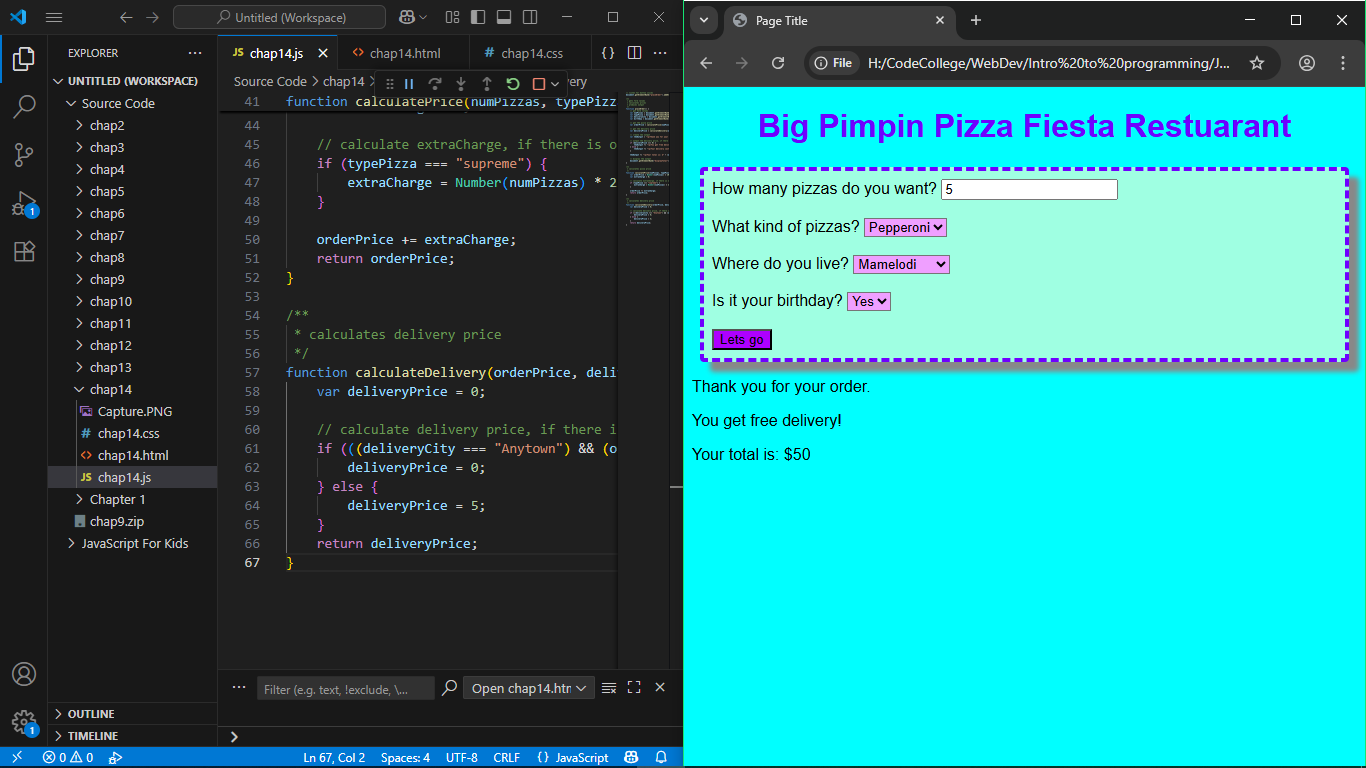 Untitled (Workspace)
EXPLORER
UNTITLED (WORKSPACE)
Source Code
chap2
chap3
chap4
chap5
chap6
chap7
chap8
chap9
chap10
chap11
chap12
chap13
chap14
Capture.PNG
# chap14.css
<> chap14.html
JS chap14.js
Chapter 1
chap9.zip
JavaScript For Kids
OUTLINE
TIMELINE
1
1
JS chap14.js
<> chap14.html
# chap14.css
{}
Source Code > chap14 >
ery
41 function calculatePrice(numPizzas, typePizz
44
45 // calculate extraCharge, if there is o
46 if (typePizza === "supreme") {
47 extraCharge = Number(numPizzas) * 2
48 }
49
50 orderPrice += extraCharge;
51 return orderPrice;
52 }
53
54 /**
55 * calculates delivery price
56 */
57 function calculateDelivery(orderPrice, deli
58 var deliveryPrice = 0;
59
60 // calculate delivery price, if there i
61 if (((deliveryCity === "Anytown") && (o
62 deliveryPrice = 0;
63 } else {
64 deliveryPrice = 5;
65 }
66 return deliveryPrice;
67 }
Filter (e.g. text, !exclude, \...
Open chap14.htr
0 0
Ln 67, Col 2
Spaces: 4
UTF-8
CRLF
{} JavaScript
Page Title
File
H:/CodeCollege/WebDev/Intro%20to%20programming/J...
Big Pimpin Pizza Fiesta Restuarant
How many pizzas do you want? 5
What kind of pizzas? Pepperoni
Where do you live? Mamelodi
Is it your birthday? Yes
Lets go
Thank you for your order.
You get free delivery!
Your total is: $50